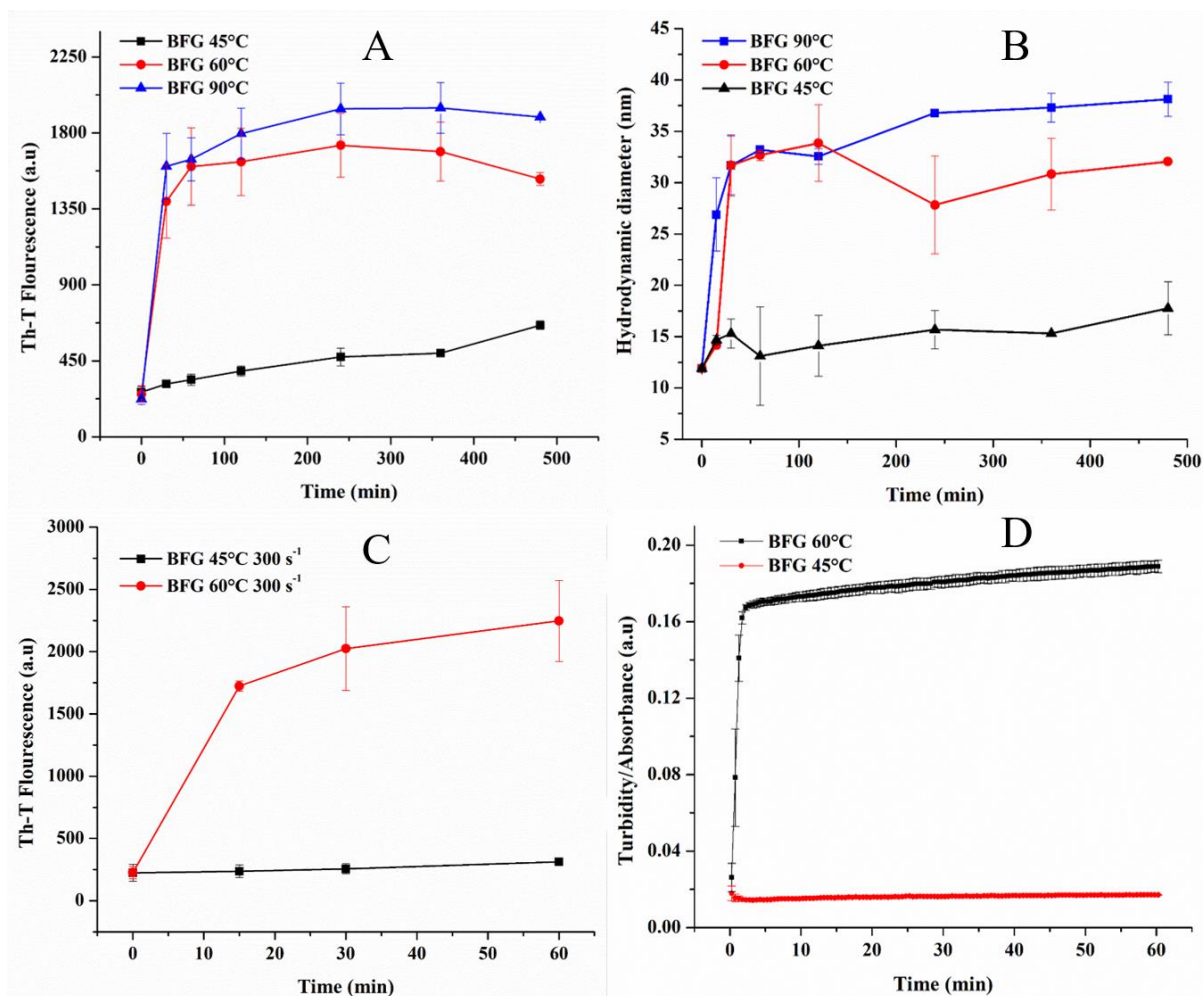 A
BFG 45°C
BFG 60°C
BFG 90°C
2250
1800
1350
900
450
0
Th-T Flourescence (a.u)
0 100 200 300 400 500
Time (min)
B
BFG 90°C
BFG 60°C
BFG 45°C
45
40
35
30
25
20
15
10
5
Hydrodynamic diameter (nm)
0 100 200 300 400 500
Time (min)
C
BFG 45°C 300 s⁻¹
BFG 60°C 300 s⁻¹
3000
2500
2000
1500
1000
500
0
Th-T Flourescence (a.u)
0 10 20 30 40 50 60
Time (min)
D
BFG 60°C
BFG 45°C
0.20
0.16
0.12
0.08
0.04
0.00
Turbidity/Absorbance (a.u)
0 10 20 30 40 50 60
Time (min)